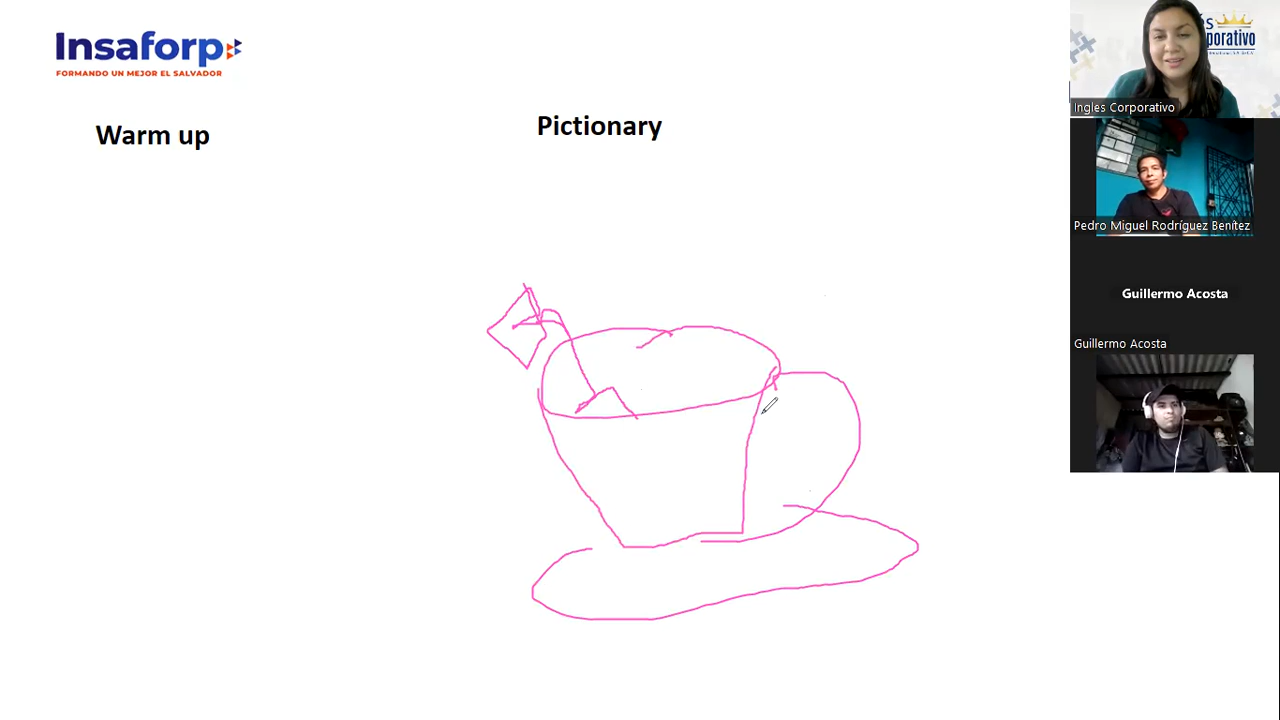 Insaforp
FORMANDO UN MEJOR EL SALVADOR
Warm up
Pictionary
Ingles Corporativo
Pedro Miguel Rodríguez Benítez
Guillermo Acosta
Guillermo Acosta